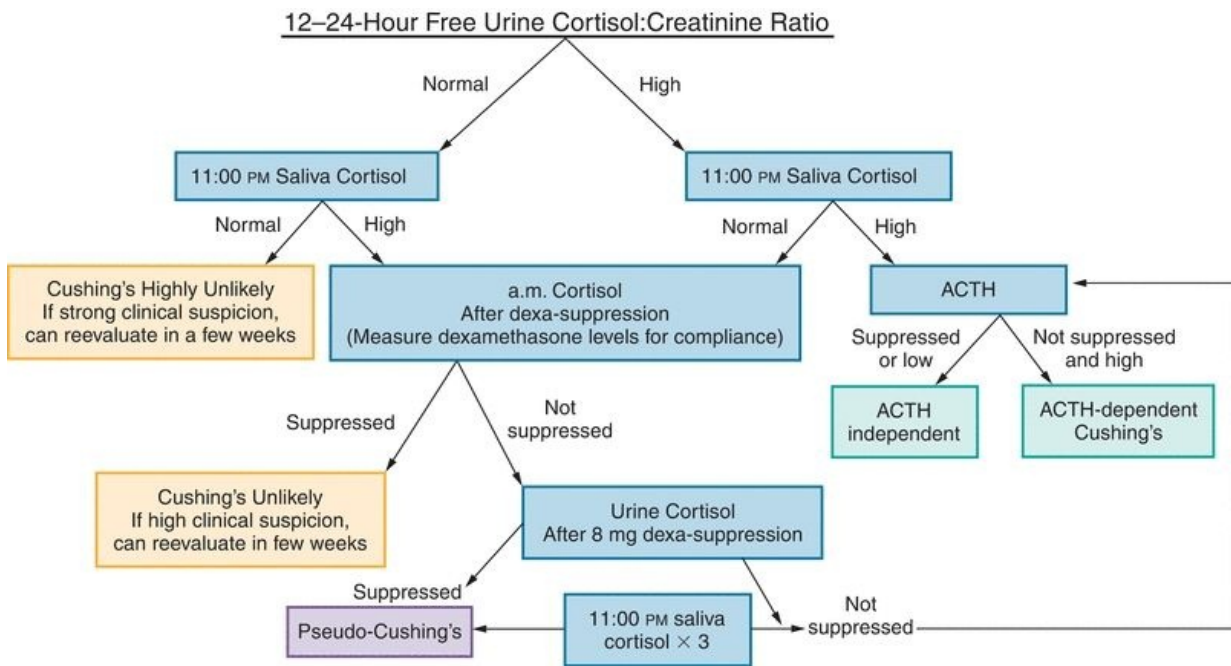 12–24-Hour Free Urine Cortisol:Creatinine Ratio
Normal
High
11:00 PM Saliva Cortisol
11:00 PM Saliva Cortisol
Normal
High
Normal
High
Cushing's Highly Unlikely
If strong clinical suspicion,
can reevaluate in a few weeks
a.m. Cortisol
After dexa-suppression
(Measure dexamethasone levels for compliance)
ACTH
Suppressed
or low
Not suppressed
and high
ACTH
independent
ACTH-dependent
Cushing's
Suppressed
Not
suppressed
Cushing's Unlikely
If high clinical suspicion,
can reevaluate in few weeks
Urine Cortisol
After 8 mg dexa-suppression
Suppressed
Pseudo-Cushing's
11:00 PM saliva
cortisol × 3
Not
suppressed